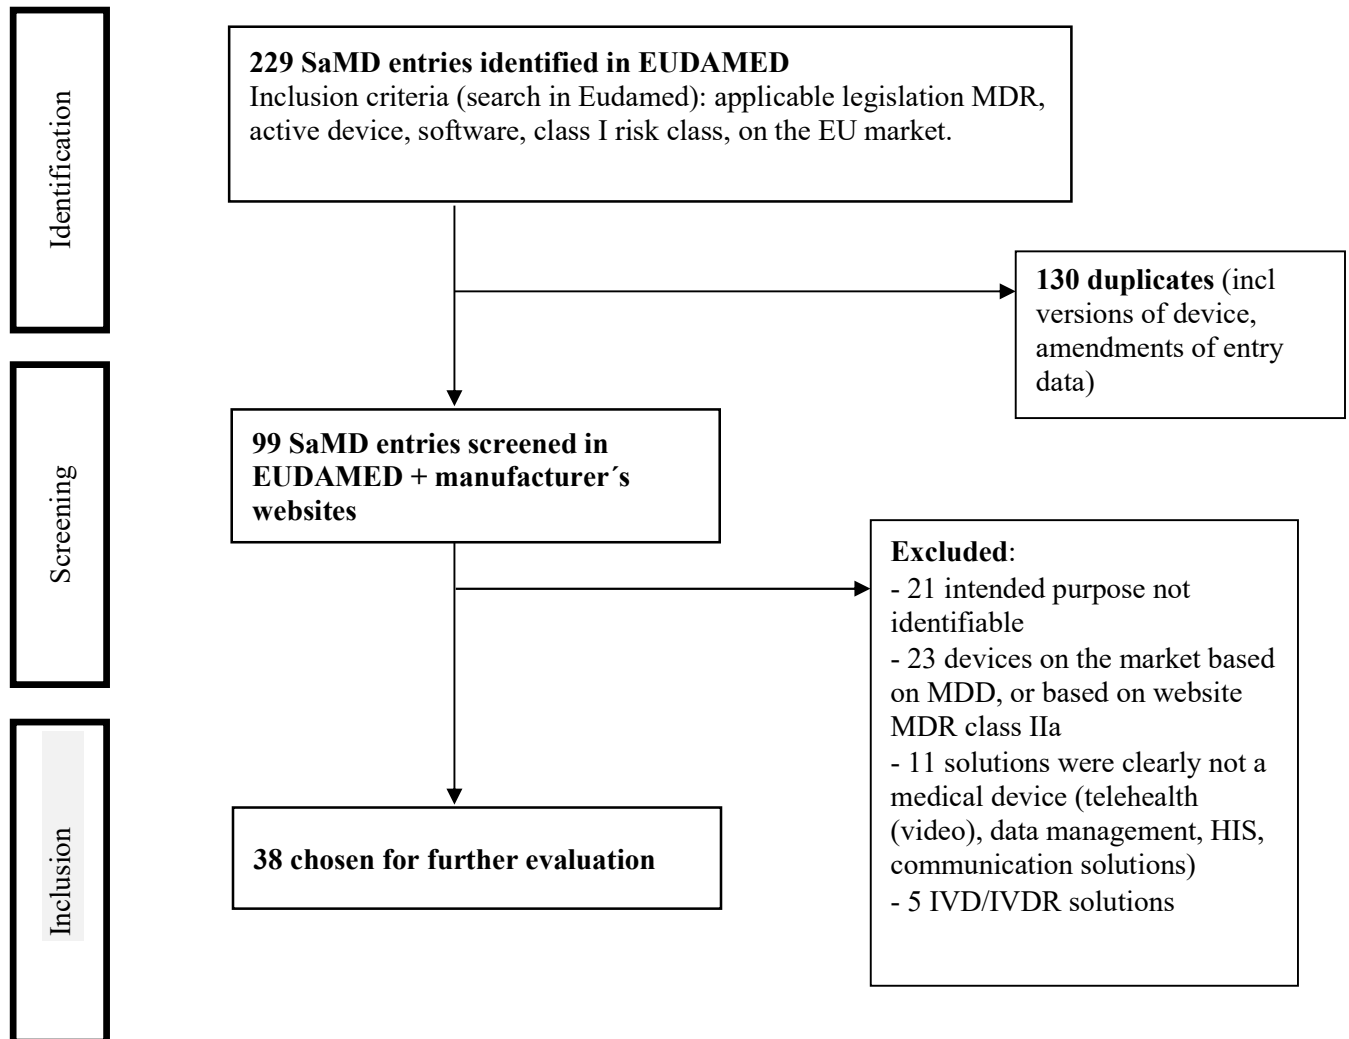 Identification
229 SaMD entries identified in EUDAMED
Inclusion criteria (search in Eudamed): applicable legislation MDR,
active device, software, class I risk class, on the EU market.
130 duplicates (incl
versions of device,
amendments of entry
data)
Screening
99 SaMD entries screened in
EUDAMED + manufacturer´s
websites
Excluded:
- 21 intended purpose not
identifiable
- 23 devices on the market based
on MDD, or based on website
MDR class IIa
- 11 solutions were clearly not a
medical device (telehealth
(video), data management, HIS,
communication solutions)
- 5 IVD/IVDR solutions
Inclusion
38 chosen for further evaluation